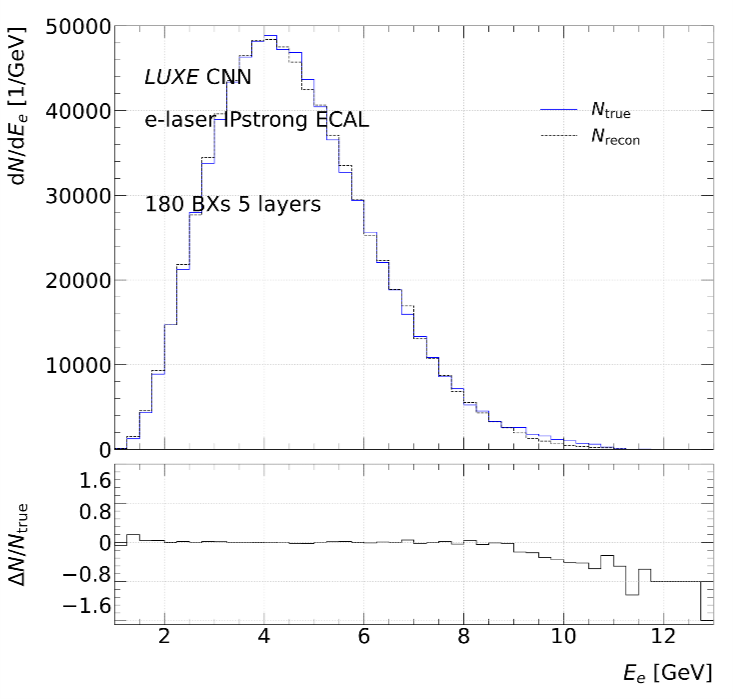 50000
40000
30000
20000
10000
0
dN/dE_e [1/GeV]
LUXE CNN
e-laser IPstrong ECAL
180 BXs 5 layers
N_true
N_recon
1.6
0.8
0
−0.8
−1.6
ΔN/N_true
2 4 6 8 10 12
E_e [GeV]